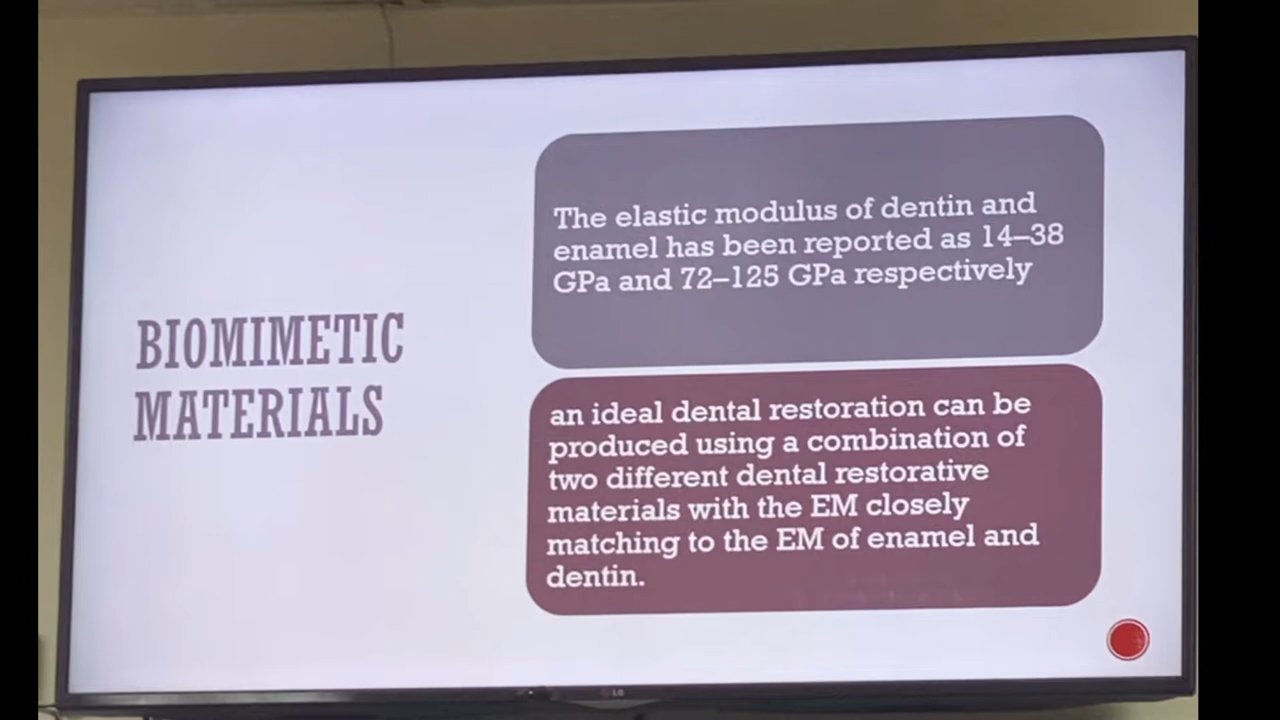 BIOMIMETIC
MATERIALS
The elastic modulus of dentin and
enamel has been reported as 14–38
GPa and 72–125 GPa respectively
an ideal dental restoration can be
produced using a combination of
two different dental restorative
materials with the EM closely
matching to the EM of enamel and
dentin.
LG